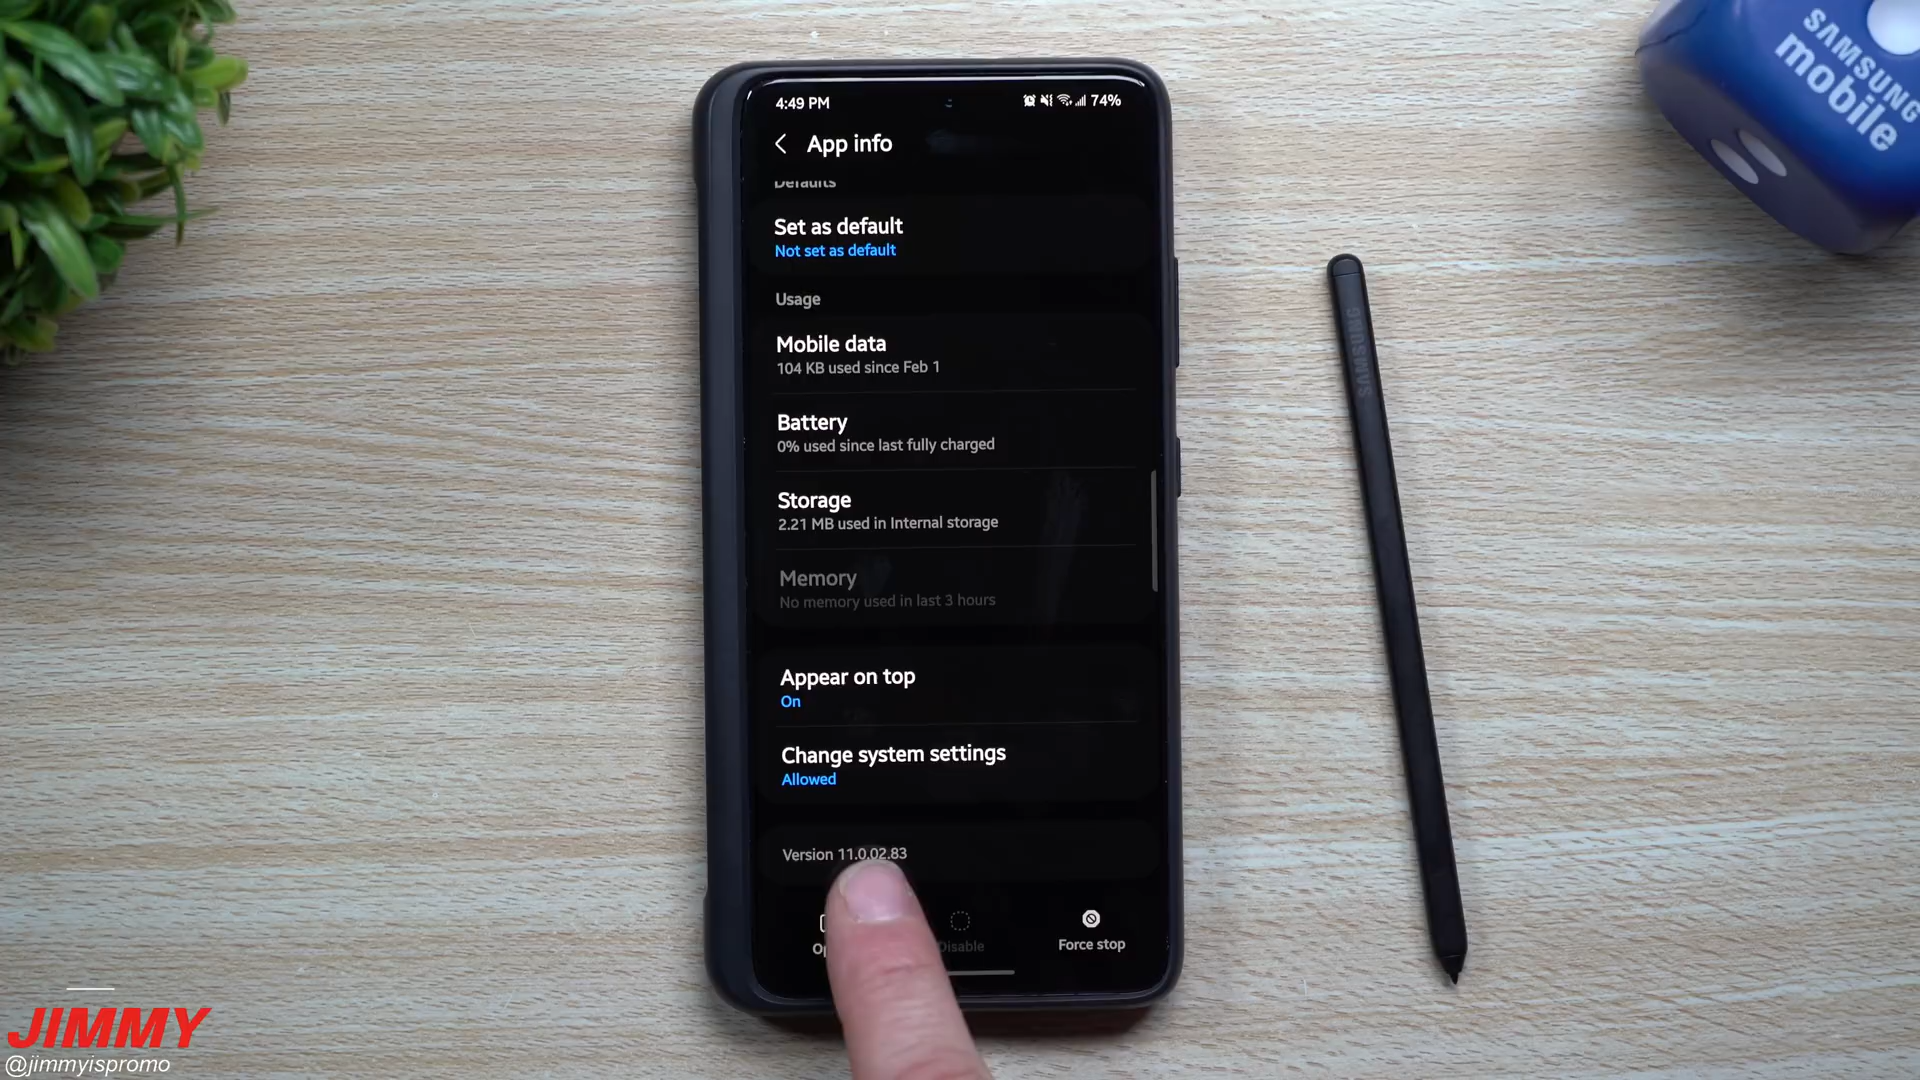 4:49 PM
74%
App info
Defaults
Set as default
Not set as default
Usage
Mobile data
104 KB used since Feb 1
Battery
0% used since last fully charged
Storage
2.21 MB used in Internal storage
Memory
No memory used in last 3 hours
Appear on top
On
Change system settings
Allowed
Version 11.0.02.83
Disable
Force stop
SAMSUNG
SAMSUNG
mobile
JIMMY
@jimmyispromo